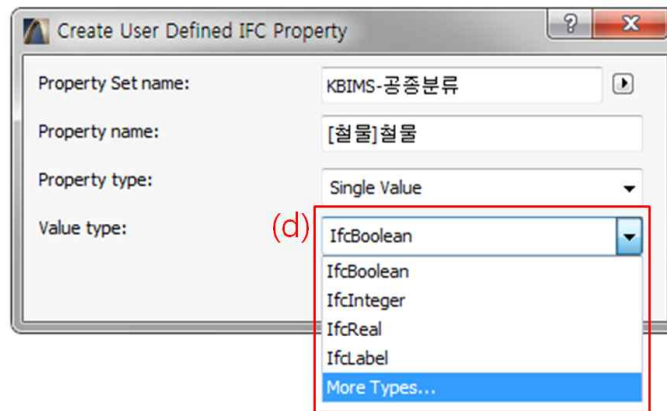 Create User Defined IFC Property
Property Set name:
KBIMS-공종분류
Property name:
[철물]철물
Property type:
Single Value
Value type:
(d)
IfcBoolean
IfcBoolean
IfcInteger
IfcReal
IfcLabel
More Types...